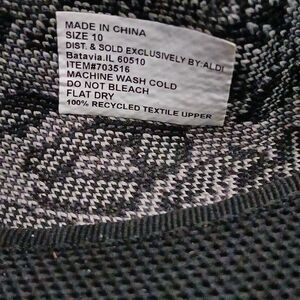 MADE IN CHINA
SIZE 10
DIST. & SOLD EXCLUSIVELY BY:ALDI
Batavia.IL 60510
ITEM#703516
MACHINE WASH COLD
DO NOT BLEACH
FLAT DRY
100% RECYCLED TEXTILE UPPER